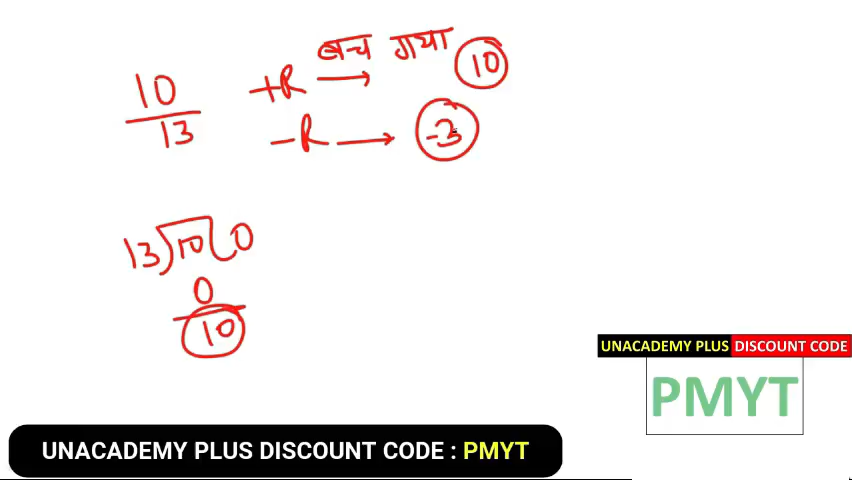 10/13 +R → बच गया 10
-R → -3
13)10(0
0
10
UNACADEMY PLUS DISCOUNT CODE
PMYT
UNACADEMY PLUS DISCOUNT CODE : PMYT